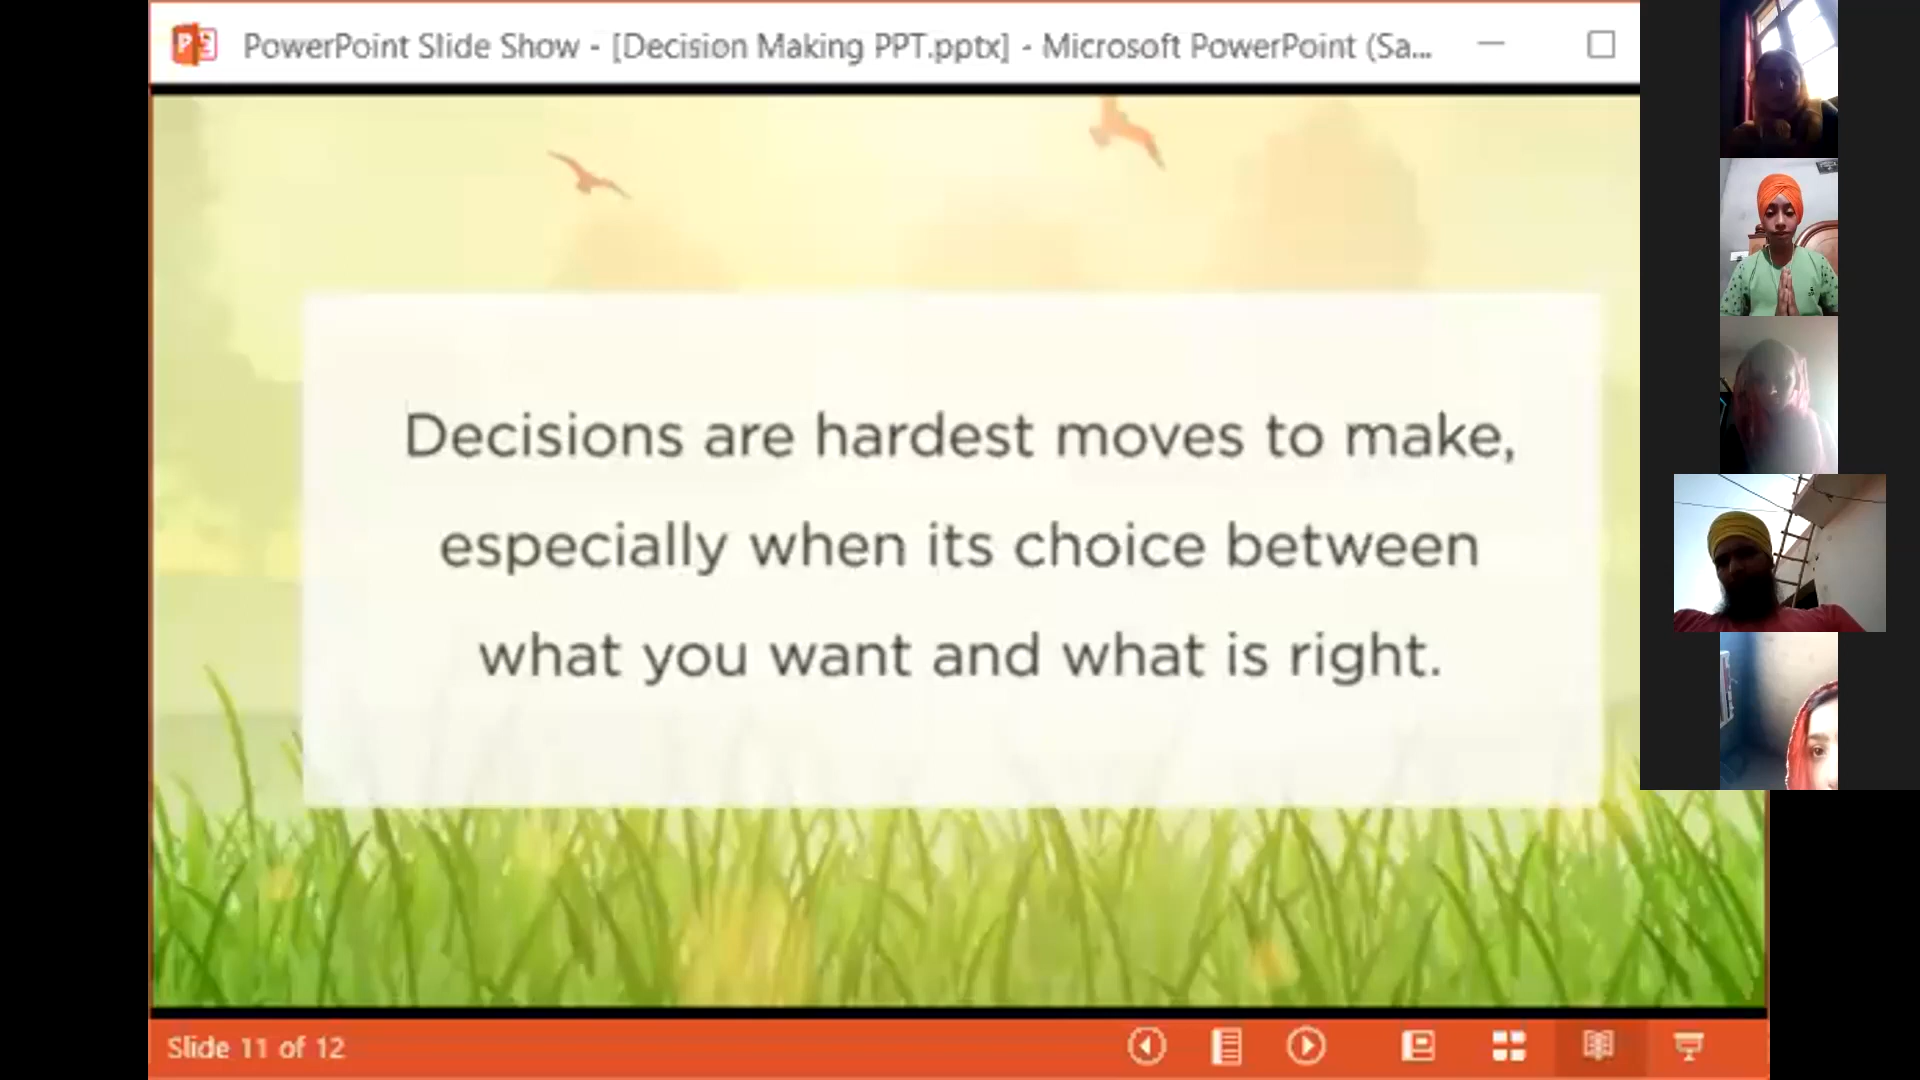 PowerPoint Slide Show - [Decision Making PPT.pptx] - Microsoft PowerPoint (Sa...
Decisions are hardest moves to make,
especially when its choice between
what you want and what is right.
Slide 11 of 12